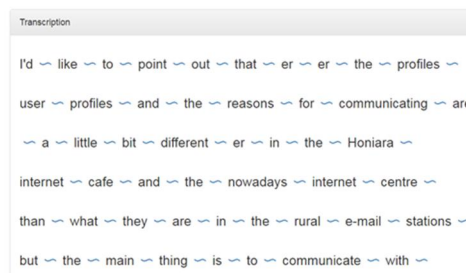 Transcription
I'd ~ like ~ to ~ point ~ out ~ that ~ er ~ er ~ the ~ profiles ~
user ~ profiles ~ and ~ the ~ reasons ~ for ~ communicating ~ are
~ a ~ little ~ bit ~ different ~ er ~ in ~ the ~ Honiara ~
internet ~ cafe ~ and ~ the ~ nowadays ~ internet ~ centre ~
than ~ what ~ they ~ are ~ in ~ the ~ rural ~ e-mail ~ stations ~
but ~ the ~ main ~ thing ~ is ~ to ~ communicate ~ with ~